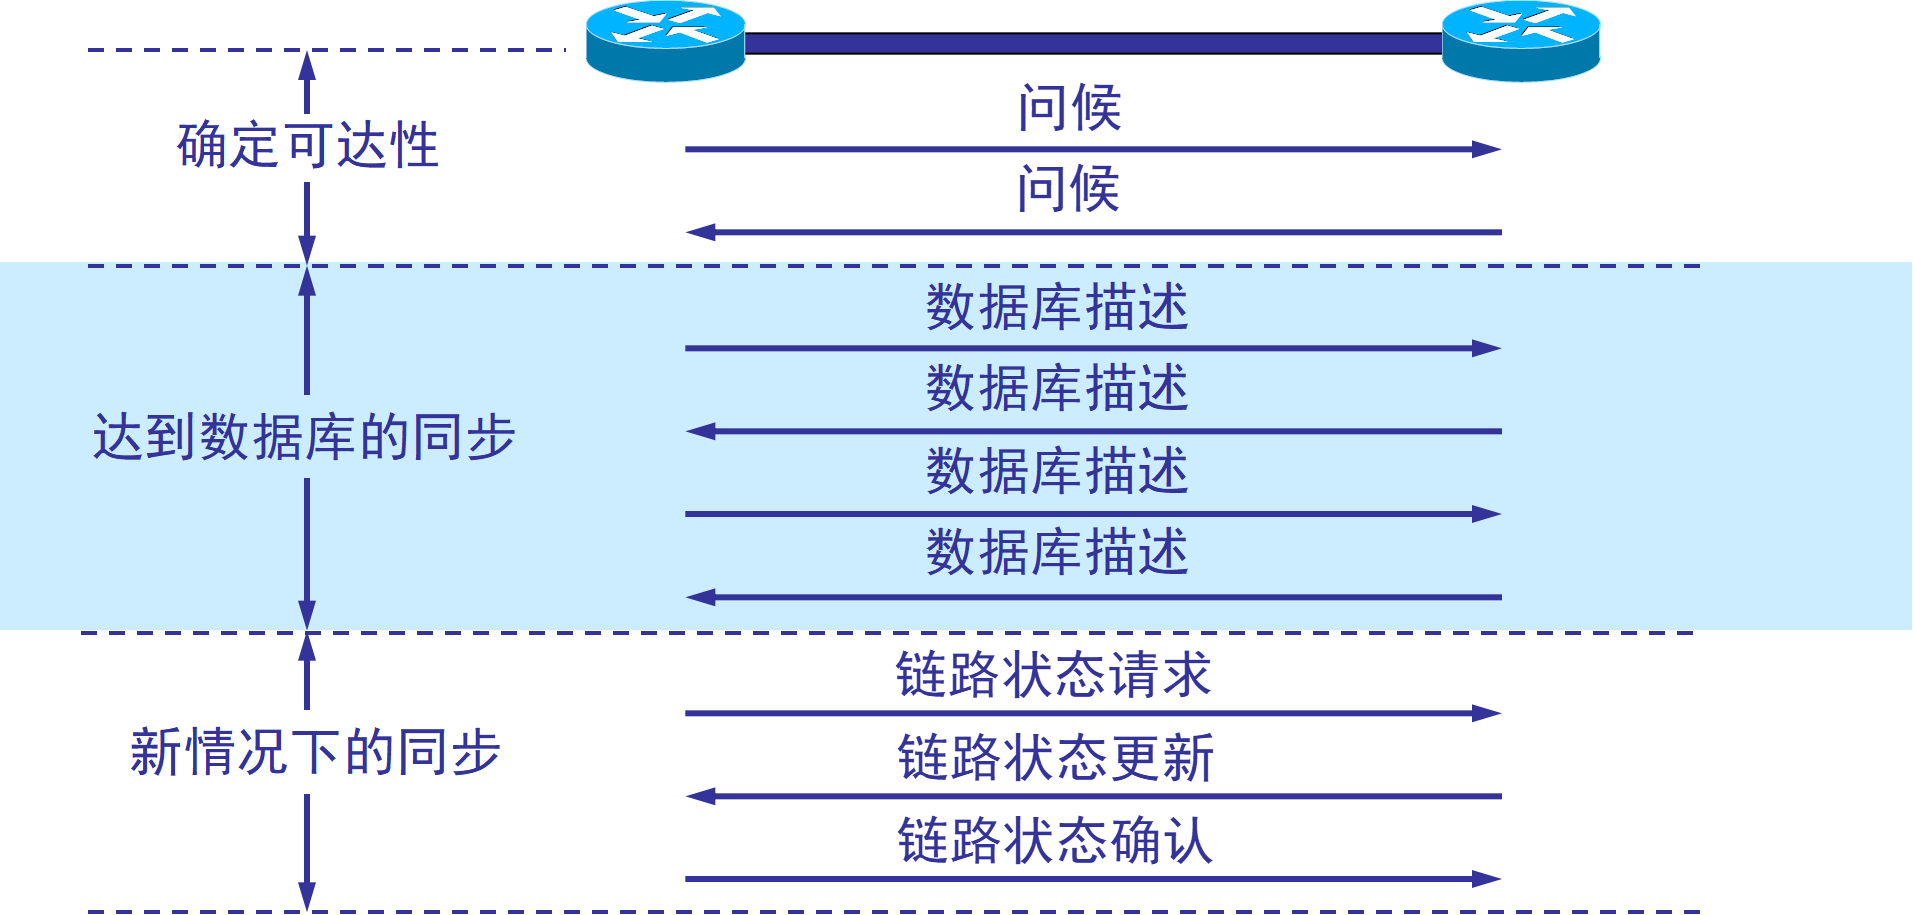 问候
确定可达性
问候
数据库描述
数据库描述
达到数据库的同步
数据库描述
数据库描述
链路状态请求
新情况下的同步
链路状态更新
链路状态确认